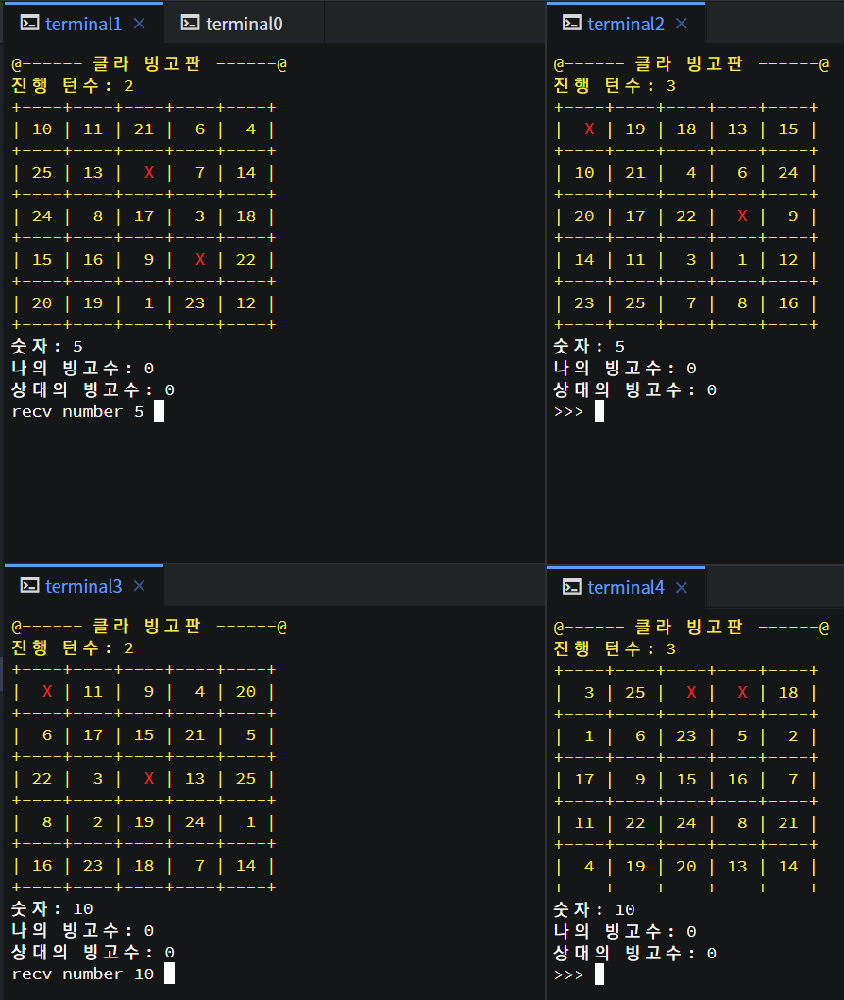 terminal1 × terminal0
@------ 클라 빙고판 ------@
진행 턴수: 2
+----+----+----+----+----+
| 10 | 11 | 21 |  6 |  4 |
+----+----+----+----+----+
| 25 | 13 |  X |  7 | 14 |
+----+----+----+----+----+
| 24 |  8 | 17 |  3 | 18 |
+----+----+----+----+----+
| 15 | 16 |  9 |  X | 22 |
+----+----+----+----+----+
| 20 | 19 |  1 | 23 | 12 |
+----+----+----+----+----+
숫자: 5
나의 빙고수: 0
상대의 빙고수: 0
recv number 5
terminal2 ×
@------ 클라 빙고판 ------@
진행 턴수: 3
+----+----+----+----+----+
|  X | 19 | 18 | 13 | 15 |
+----+----+----+----+----+
| 10 | 21 |  4 |  6 | 24 |
+----+----+----+----+----+
| 20 | 17 | 22 |  X |  9 |
+----+----+----+----+----+
| 14 | 11 |  3 |  1 | 12 |
+----+----+----+----+----+
| 23 | 25 |  7 |  8 | 16 |
+----+----+----+----+----+
숫자: 5
나의 빙고수: 0
상대의 빙고수: 0
>>>
terminal3 ×
@------ 클라 빙고판 ------@
진행 턴수: 2
+----+----+----+----+----+
|  X | 11 |  9 |  4 | 20 |
+----+----+----+----+----+
|  6 | 17 | 15 | 21 |  5 |
+----+----+----+----+----+
| 22 |  3 |  X | 13 | 25 |
+----+----+----+----+----+
|  8 |  2 | 19 | 24 |  1 |
+----+----+----+----+----+
| 16 | 23 | 18 |  7 | 14 |
+----+----+----+----+----+
숫자: 10
나의 빙고수: 0
상대의 빙고수: 0
recv number 10
terminal4 ×
@------ 클라 빙고판 ------@
진행 턴수: 3
+----+----+----+----+----+
|  3 | 25 |  X |  X | 18 |
+----+----+----+----+----+
|  1 |  6 | 23 |  5 |  2 |
+----+----+----+----+----+
| 17 |  9 | 15 | 16 |  7 |
+----+----+----+----+----+
| 11 | 22 | 24 |  8 | 21 |
+----+----+----+----+----+
|  4 | 19 | 20 | 13 | 14 |
+----+----+----+----+----+
숫자: 10
나의 빙고수: 0
상대의 빙고수: 0
>>>